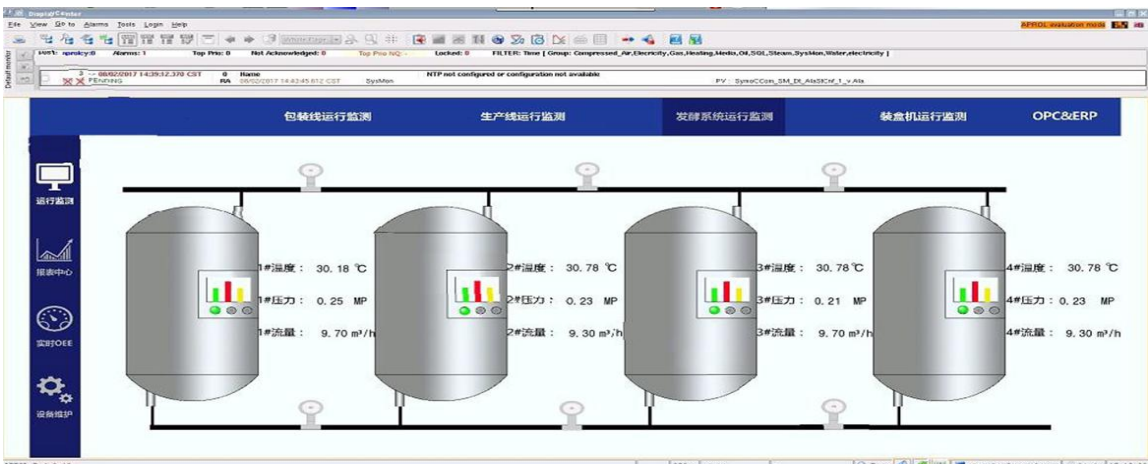 DisplayCenter
File View Go to Alarms Tools Login Help
APROL evaluation mode
Alarms: 1 Top Prio: 0 Not Acknowledged: 0 Top Prio NQ: - Locked: 0 FILTER: Time [ Group: Compressed_Air,Electricity,Gas,Heating,Media,Oil,SQL,Steam,SysMon,Water,electricity ]
3 -- 08/02/2017 14:39:12.370 CST 0 Name NTP not configured or configuration not available
PENDING RA 08/02/2017 14:43:45.612 CST SysMon
包装线运行监测 生产线运行监测 发酵系统运行监测 装盒机运行监测 OPC&ERP
运行监测
报表中心
实时OEE
设备维护
1#温度： 30.18 ℃
1#压力： 0.25 MP
1#流量： 9.70 m³/h
2#温度： 30.78 ℃
2#压力： 0.23 MP
2#流量： 9.30 m³/h
3#温度： 30.78 ℃
3#压力： 0.21 MP
3#流量： 9.70 m³/h
4#温度： 30.78 ℃
4#压力： 0.23 MP
4#流量： 9.30 m³/h